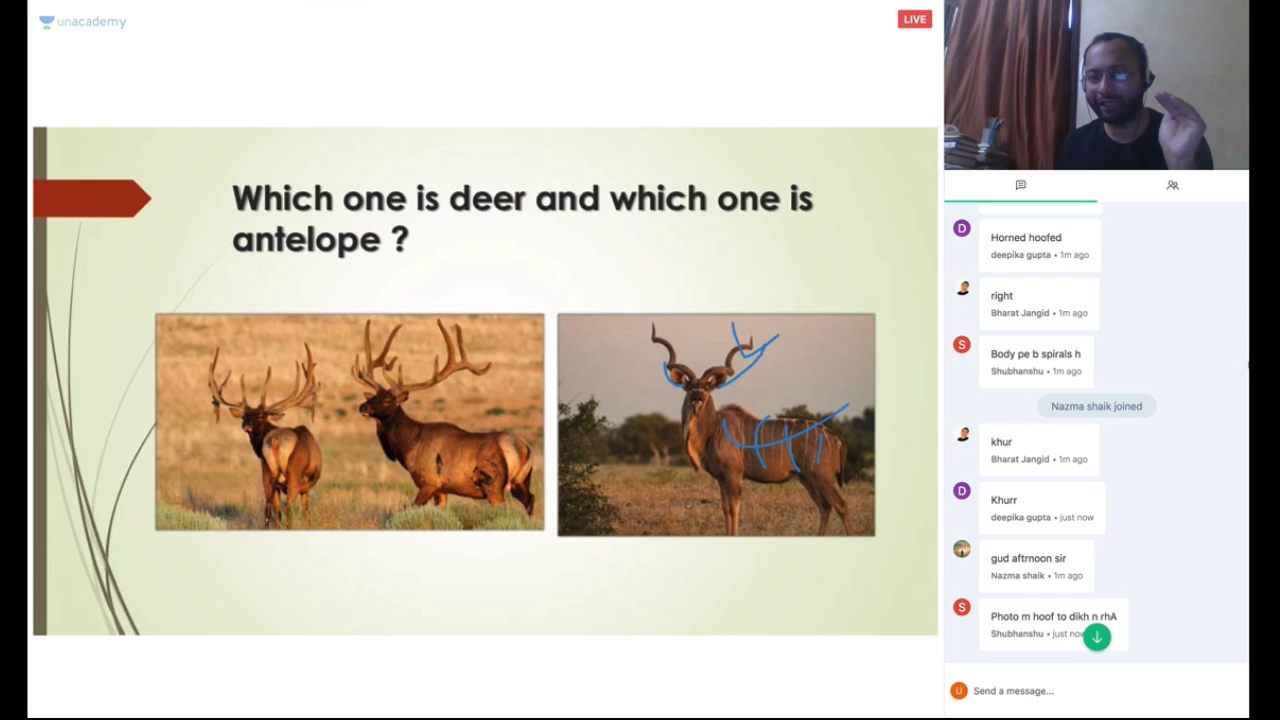 unacademy
LIVE
Which one is deer and which one is
antelope ?
Horned hoofed
deepika gupta • 1m ago
right
Bharat Jangid • 1m ago
Body pe b spirals h
Shubhanshu • 1m ago
Nazma shaik joined
khur
Bharat Jangid • 1m ago
Khurr
deepika gupta • just now
gud aftrnoon sir
Nazma shaik • 1m ago
Photo m hoof to dikh n rhA
Shubhanshu • just now
Send a message...
D
S
D
S
U